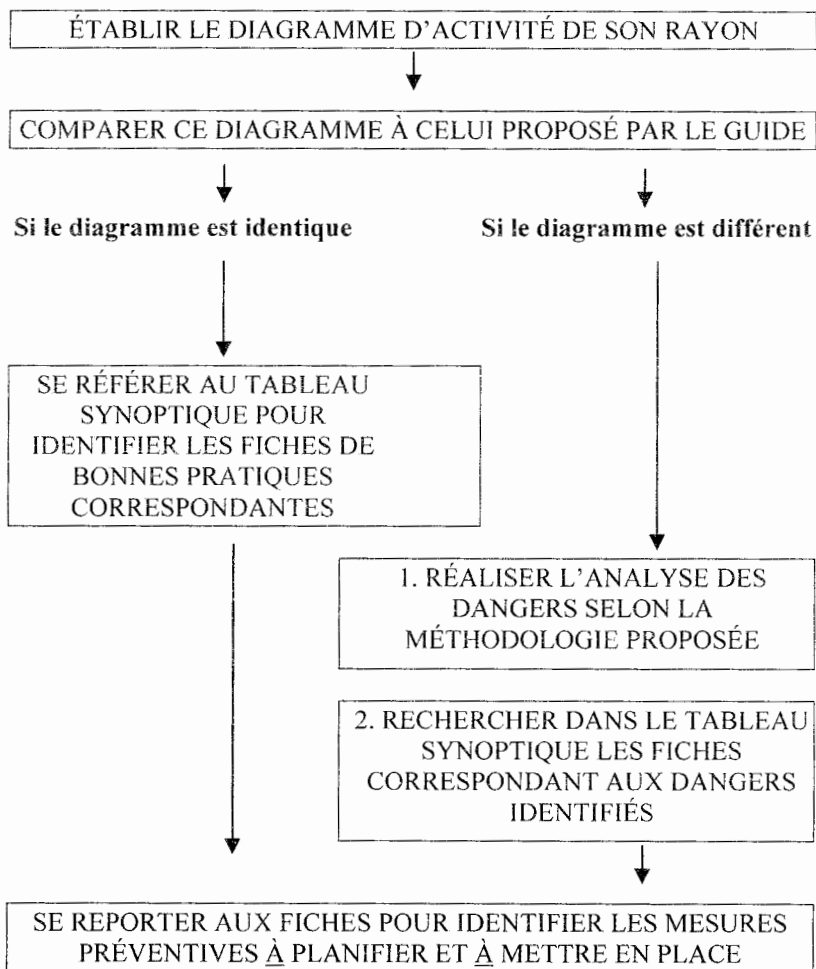 ÉTABLIR LE DIAGRAMME D'ACTIVITÉ DE SON RAYON
COMPARER CE DIAGRAMME À CELUI PROPOSÉ PAR LE GUIDE
Si le diagramme est identique
Si le diagramme est différent
SE RÉFÉRER AU TABLEAU
SYNOPTIQUE POUR
IDENTIFIER LES FICHES DE
BONNES PRATIQUES
CORRESPONDANTES
1. RÉALISER L'ANALYSE DES
DANGERS SELON LA
MÉTHODOLOGIE PROPOSÉE
2. RECHERCHER DANS LE TABLEAU
SYNOPTIQUE LES FICHES
CORRESPONDANT AUX DANGERS
IDENTIFIÉS
SE REPORTER AUX FICHES POUR IDENTIFIER LES MESURES
PRÉVENTIVES À PLANIFIER ET À METTRE EN PLACE